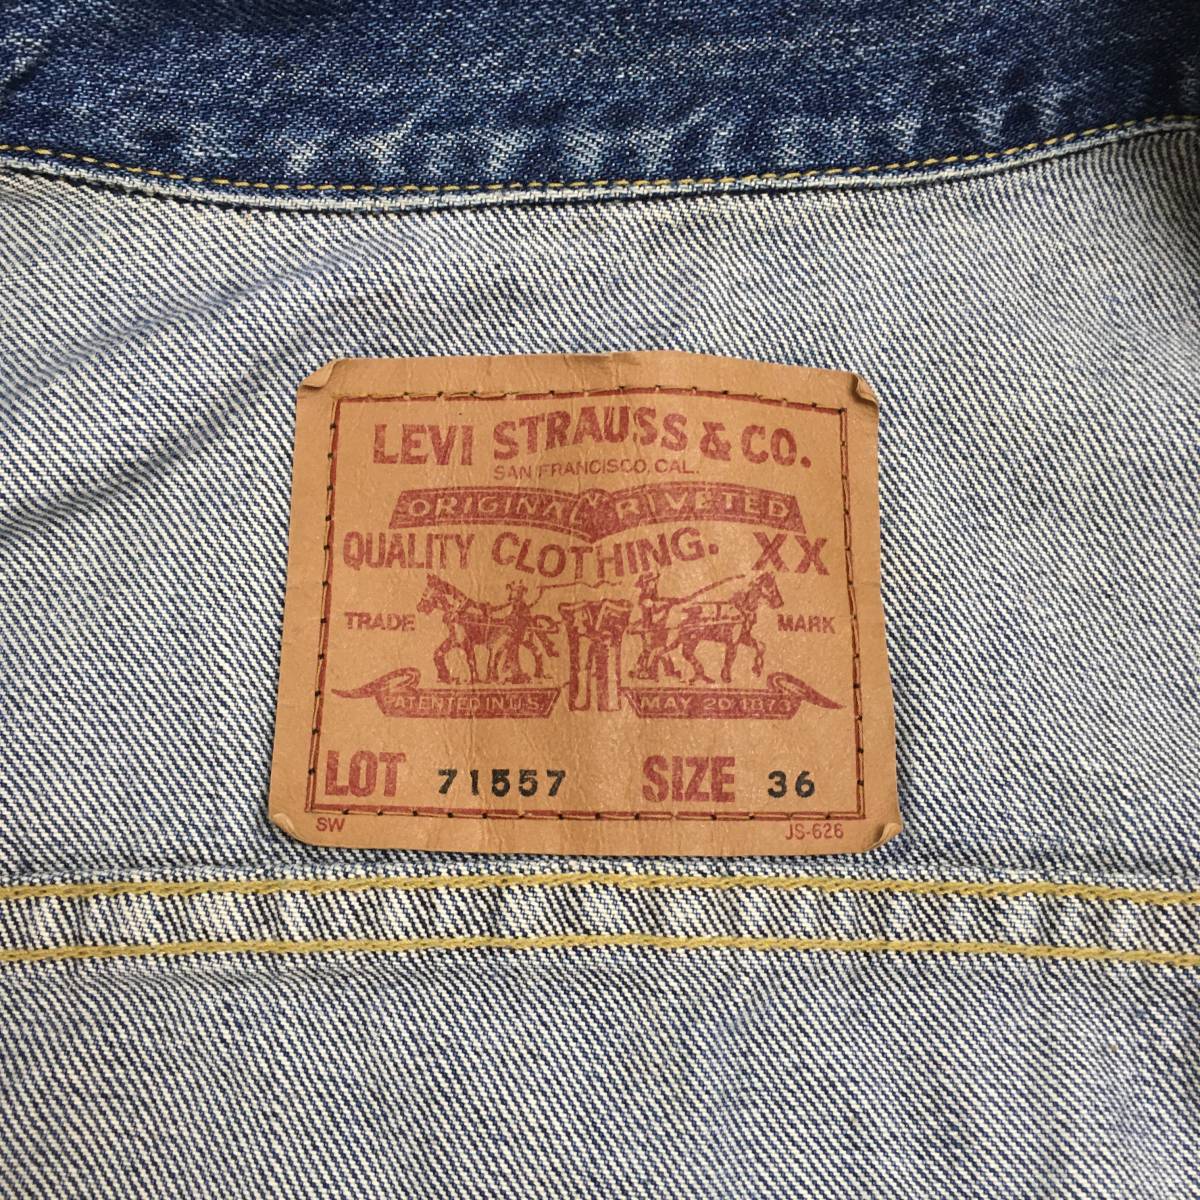 LEVI STRAUSS & CO.
SAN FRANCISCO, CAL.
ORIGINAL RIVETED
QUALITY CLOTHING. XX
TRADE MARK
PATENTED IN U.S. MAY 20 1873
LOT 71557 SIZE 36
SW JS-626